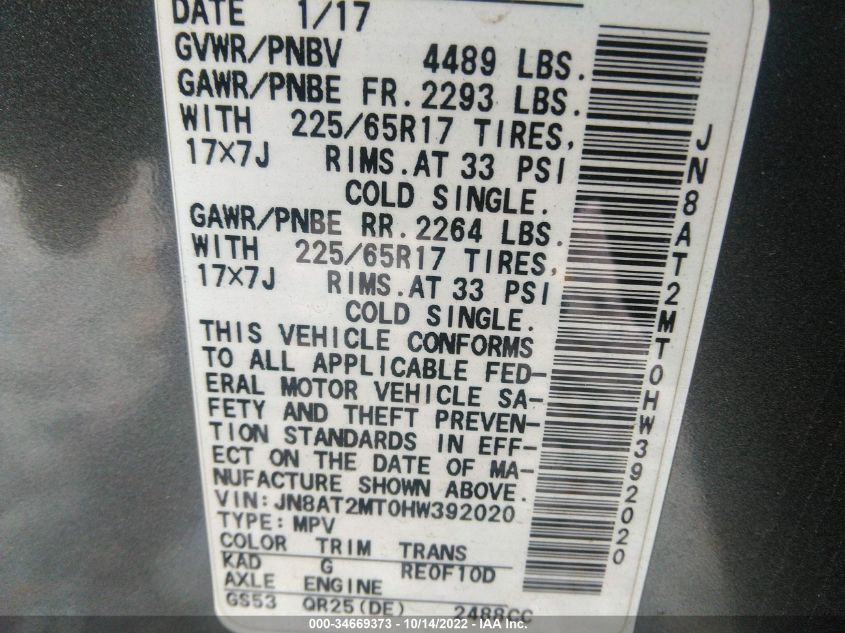 DATE 1/17
GVWR/PNBV 4489 LBS.
GAWR/PNBE FR. 2293 LBS.
WITH 225/65R17 TIRES,
17X7J RIMS. AT 33 PSI
COLD SINGLE.
GAWR/PNBE RR. 2264 LBS.
WITH 225/65R17 TIRES,
17X7J RIMS. AT 33 PSI
COLD SINGLE.
THIS VEHICLE CONFORMS
TO ALL APPLICABLE FED-
ERAL MOTOR VEHICLE SA-
FETY AND THEFT PREVEN-
TION STANDARDS IN EFF-
ECT ON THE DATE OF MA-
NUFACTURE SHOWN ABOVE.
VIN: JN8AT2MT0HW392020
TYPE: MPV
COLOR TRIM TRANS
KAD G RE0F10D
AXLE ENGINE
GS53 QR25(DE) 2488CC
JN8AT2MT0HW392020
000-34669373 - 10/14/2022 - IAA Inc.